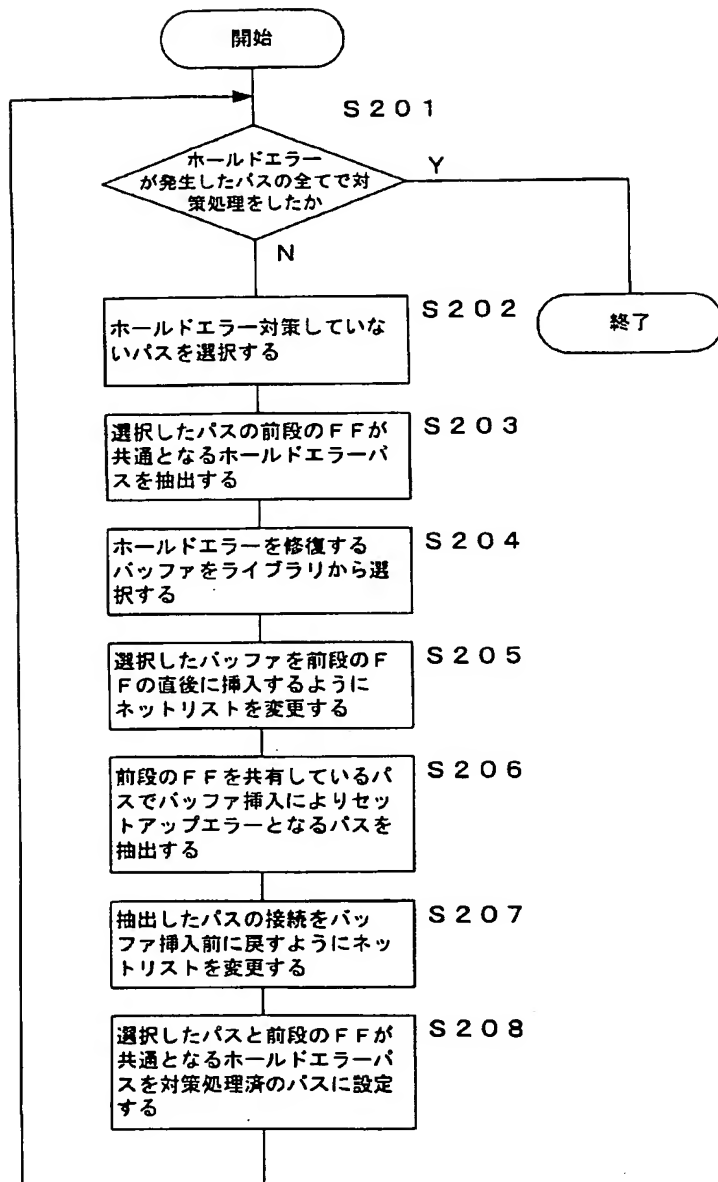 開始
S201
ホールドエラー
が発生したパスの全てで対
策処理をしたか
Y
N
S202
ホールドエラー対策していな
いパスを選択する
終了
S203
選択したパスの前段のFFが
共通となるホールドエラーパ
スを抽出する
S204
ホールドエラーを修復する
バッファをライブラリから選
択する
S205
選択したバッファを前段のF
Fの直後に挿入するように
ネットリストを変更する
S206
前段のFFを共有しているパ
スでバッファ挿入によりセッ
トアップエラーとなるパスを
抽出する
S207
抽出したパスの接続をバッ
ファ挿入前に戻すようにネッ
トリストを変更する
S208
選択したパスと前段のFFが
共通となるホールドエラーパ
スを対策処理済のパスに設定
する